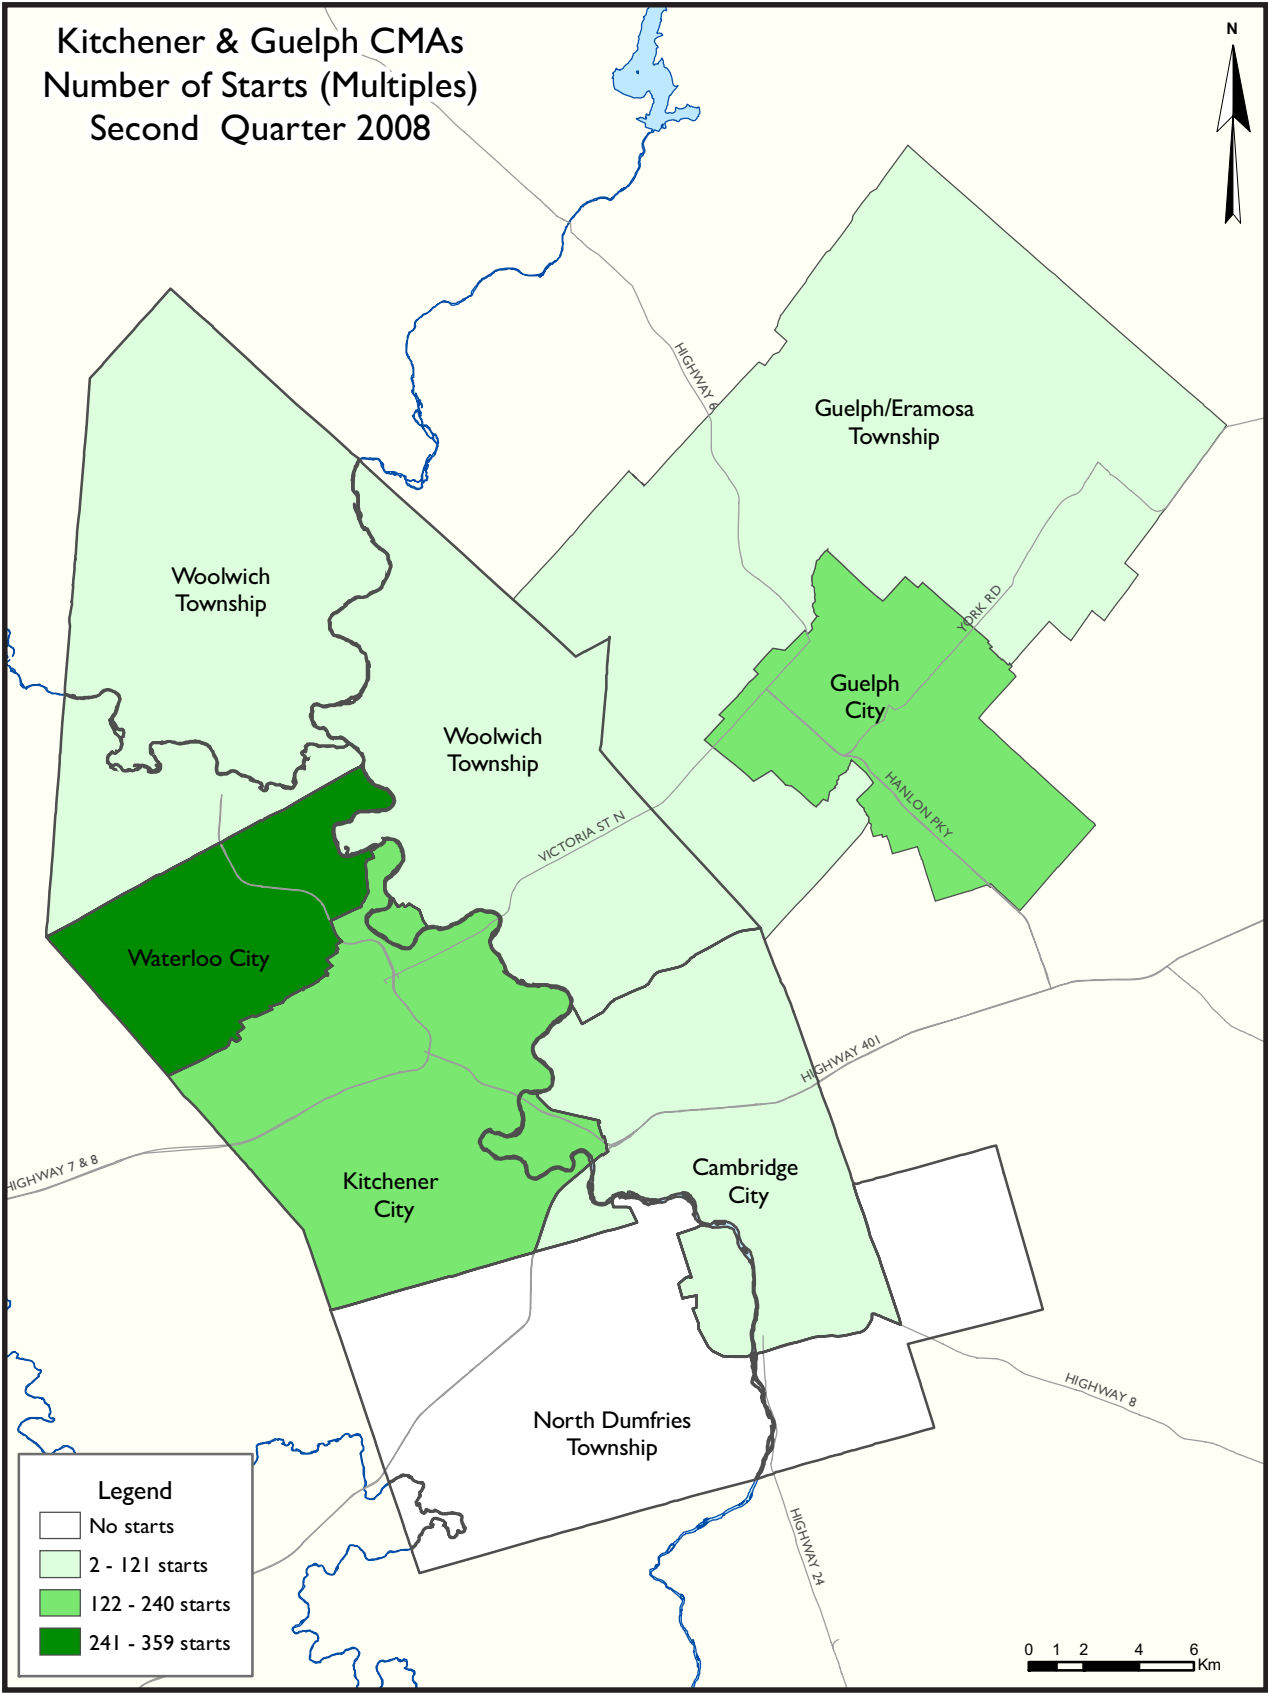 Kitchener & Guelph CMAs
Number of Starts (Multiples)
Second Quarter 2008
N
HIGHWAY 6
Guelph/Eramosa
Township
Woolwich
Township
YORK RD
Guelph
City
Woolwich
Township
HANLON PKY
VICTORIA ST N
Waterloo City
HIGHWAY 401
HIGHWAY 7 & 8
Kitchener
City
Cambridge
City
HIGHWAY 8
North Dumfries
Township
HIGHWAY 24
Legend
No starts
2 - 121 starts
122 - 240 starts
241 - 359 starts
0 1 2 4 6
Km